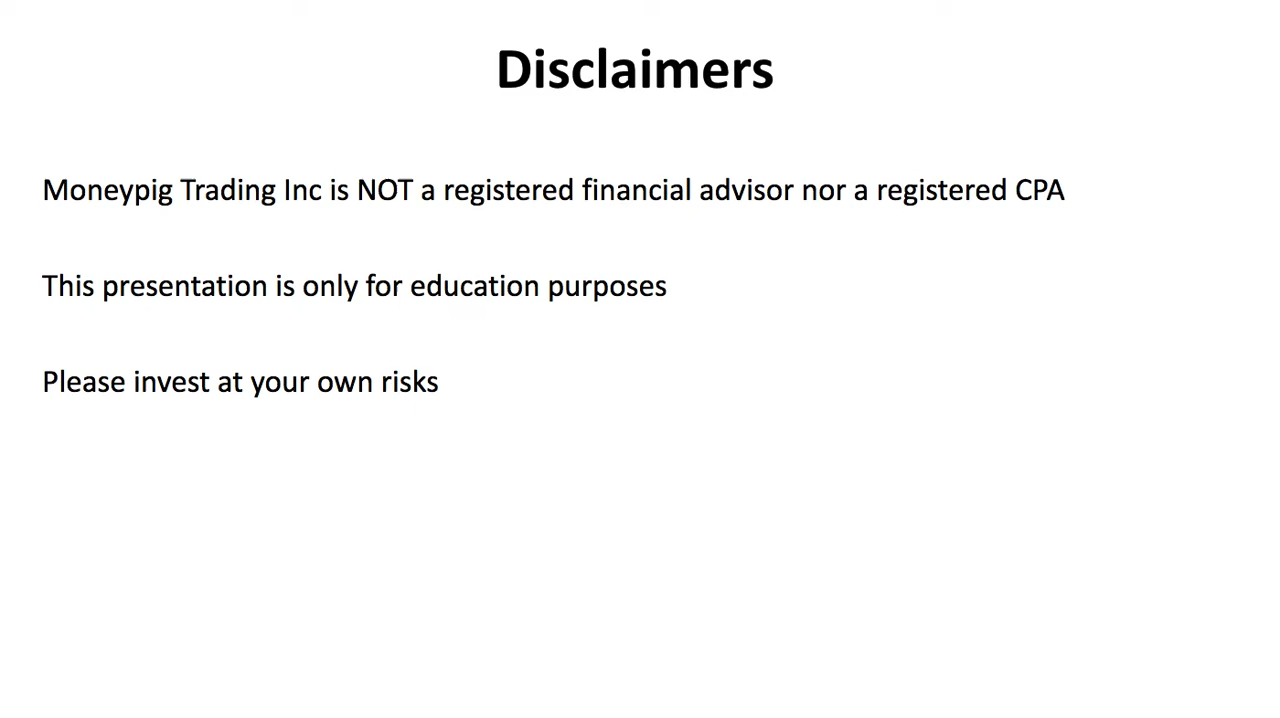 Disclaimers
Moneypig Trading Inc is NOT a registered financial advisor nor a registered CPA
This presentation is only for education purposes
Please invest at your own risks